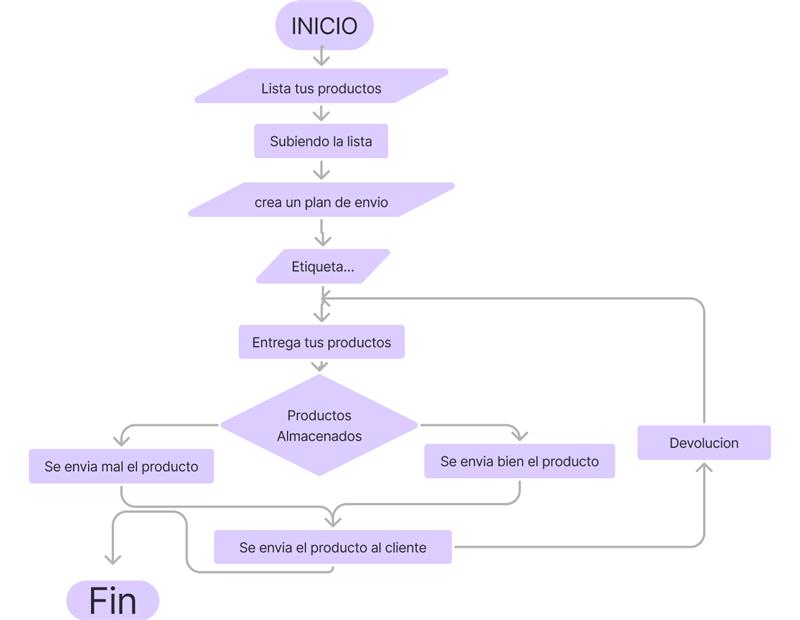 INICIO
Lista tus productos
Subiendo la lista
crea un plan de envio
Etiqueta...
Entrega tus productos
Productos
Almacenados
Se envia mal el producto
Se envia bien el producto
Devolucion
Se envia el producto al cliente
Fin